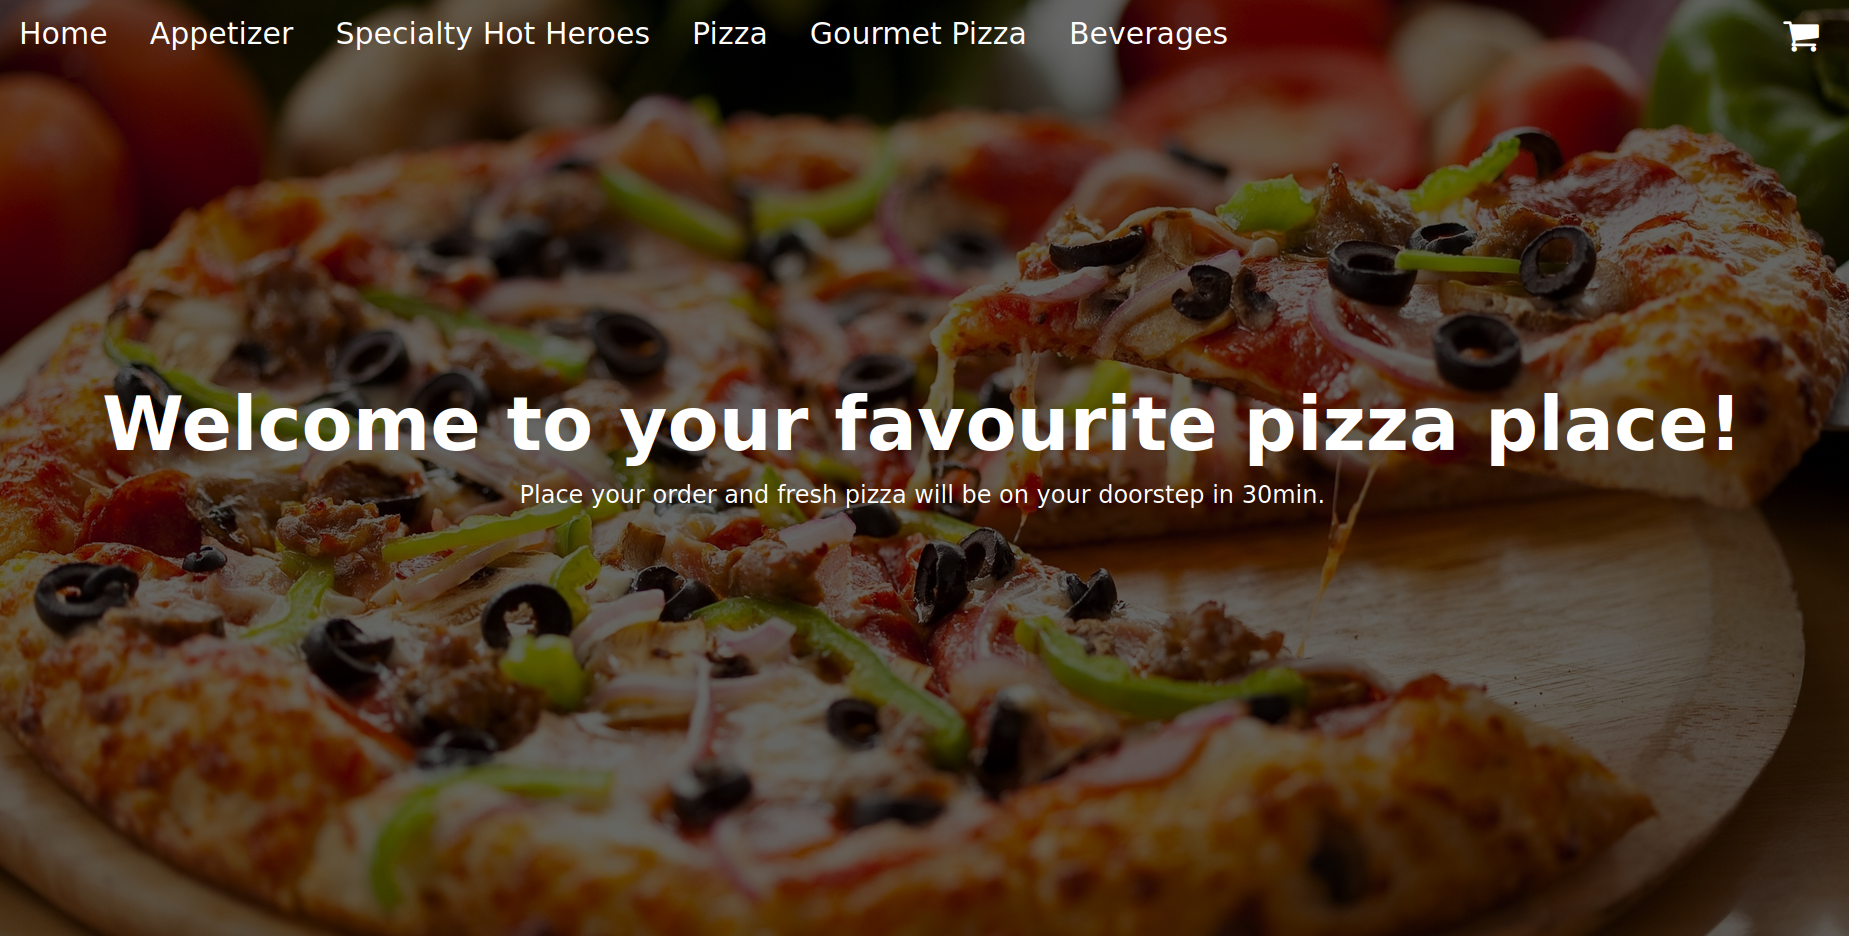 Home Appetizer Specialty Hot Heroes Pizza Gourmet Pizza Beverages
Welcome to your favourite pizza place!
Place your order and fresh pizza will be on your doorstep in 30min.